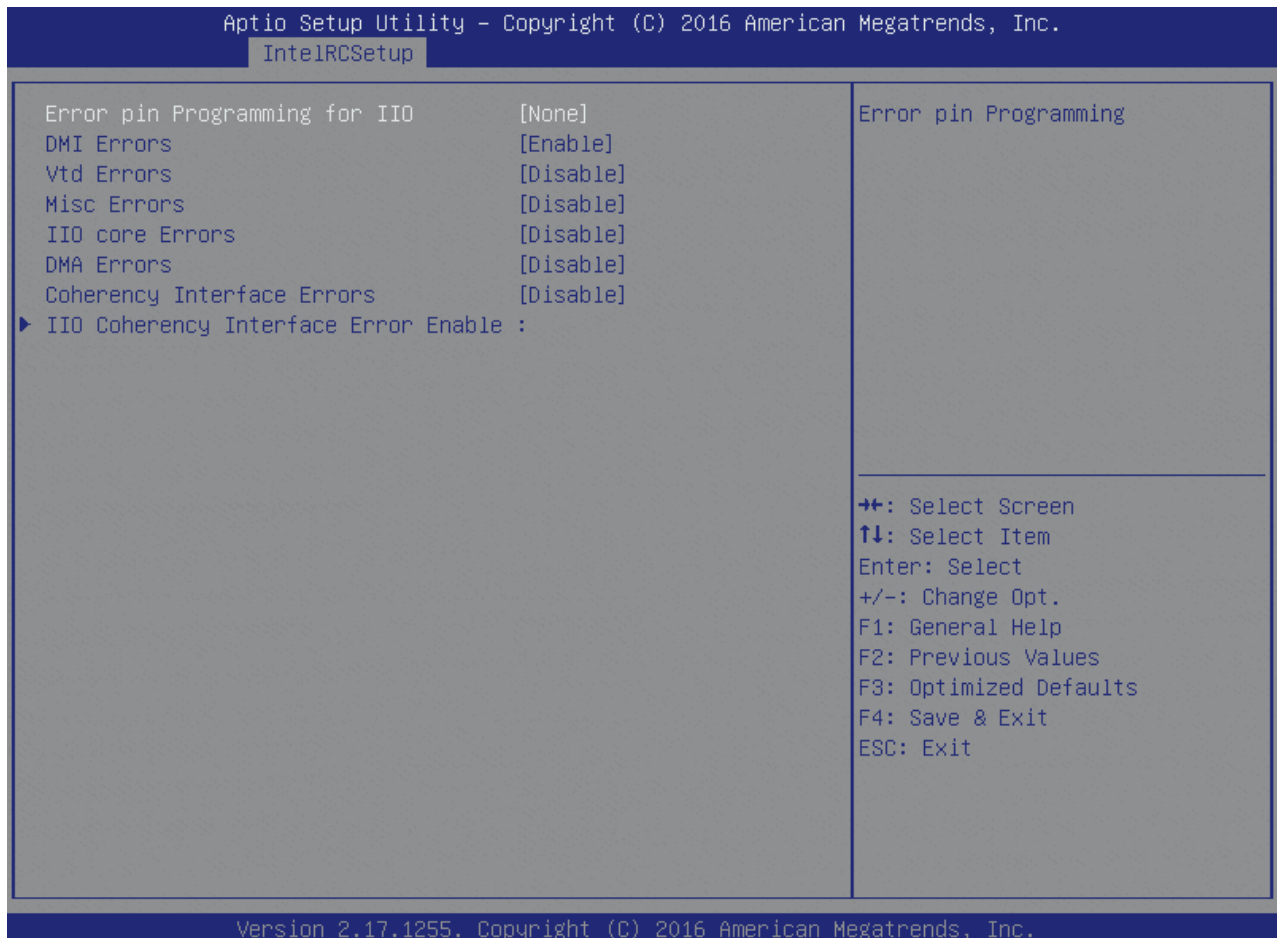 Aptio Setup Utility – Copyright (C) 2016 American Megatrends, Inc.
IntelRCSetup
Error pin Programming for IIO [None]
DMI Errors [Enable]
Vtd Errors [Disable]
Misc Errors [Disable]
IIO core Errors [Disable]
DMA Errors [Disable]
Coherency Interface Errors [Disable]
▶ IIO Coherency Interface Error Enable :
Error pin Programming
→←: Select Screen
↑↓: Select Item
Enter: Select
+/-: Change Opt.
F1: General Help
F2: Previous Values
F3: Optimized Defaults
F4: Save & Exit
ESC: Exit
Version 2.17.1255. Copyright (C) 2016 American Megatrends, Inc.